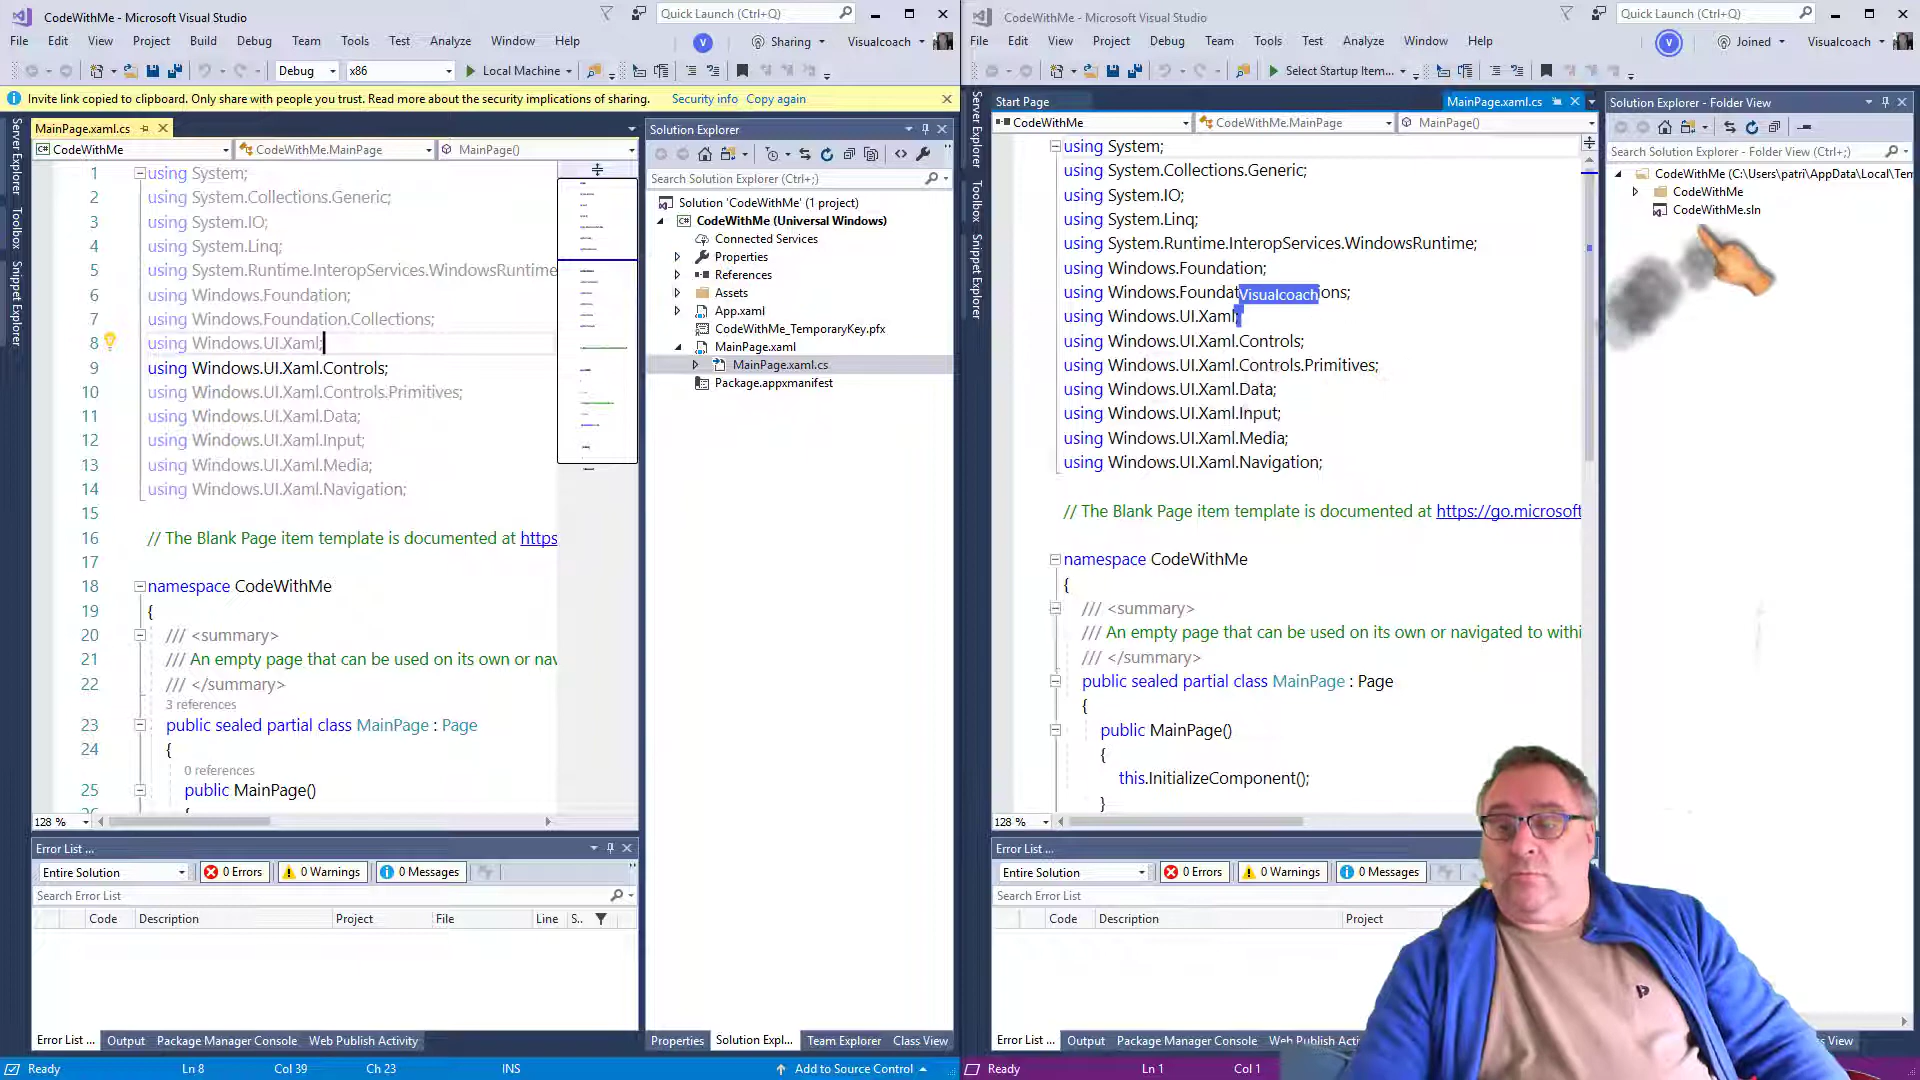 CodeWithMe - Microsoft Visual Studio
Quick Launch (Ctrl+Q)
File Edit View Project Build Debug Team Tools Test Analyze Window Help
V
Sharing
Visualcoach
Debug
x86
Local Machine
Invite link copied to clipboard. Only share with people you trust. Read more about the security implications of sharing. Security info Copy again
Server Explorer
Toolbox
Snippet Explorer
MainPage.xaml.cs
CodeWithMe
CodeWithMe.MainPage
MainPage()
1 using System;
2 using System.Collections.Generic;
3 using System.IO;
4 using System.Linq;
5 using System.Runtime.InteropServices.WindowsRuntime
6 using Windows.Foundation;
7 using Windows.Foundation.Collections;
8 using Windows.UI.Xaml;
9 using Windows.UI.Xaml.Controls;
10 using Windows.UI.Xaml.Controls.Primitives;
11 using Windows.UI.Xaml.Data;
12 using Windows.UI.Xaml.Input;
13 using Windows.UI.Xaml.Media;
14 using Windows.UI.Xaml.Navigation;
15
16 // The Blank Page item template is documented at https
17
18 namespace CodeWithMe
19 {
20 /// <summary>
21 /// An empty page that can be used on its own or nav
22 /// </summary>
3 references
23 public sealed partial class MainPage : Page
24 {
0 references
25 public MainPage()
26 {
128 %
Solution Explorer
Search Solution Explorer (Ctrl+;)
Solution 'CodeWithMe' (1 project)
CodeWithMe (Universal Windows)
Connected Services
Properties
References
Assets
App.xaml
CodeWithMe_TemporaryKey.pfx
MainPage.xaml
MainPage.xaml.cs
Package.appxmanifest
Error List ...
Entire Solution
0 Errors
0 Warnings
0 Messages
Search Error List
Code Description Project File Line S..
Error List ... Output Package Manager Console Web Publish Activity
Properties Solution Expl... Team Explorer Class View
Ready Ln 8 Col 39 Ch 23 INS Add to Source Control
CodeWithMe - Microsoft Visual Studio
Quick Launch (Ctrl+Q)
File Edit View Project Debug Team Tools Test Analyze Window Help
V
Joined
Visualcoach
Select Startup Item...
Server Explorer
Toolbox
Snippet Explorer
Start Page
MainPage.xaml.cs
CodeWithMe
CodeWithMe.MainPage
MainPage()
using System;
using System.Collections.Generic;
using System.IO;
using System.Linq;
using System.Runtime.InteropServices.WindowsRuntime;
using Windows.Foundation;
using Windows.Foundat Visualcoach ons;
using Windows.UI.Xaml;
using Windows.UI.Xaml.Controls;
using Windows.UI.Xaml.Controls.Primitives;
using Windows.UI.Xaml.Data;
using Windows.UI.Xaml.Input;
using Windows.UI.Xaml.Media;
using Windows.UI.Xaml.Navigation;
// The Blank Page item template is documented at https://go.microsoft
namespace CodeWithMe
{
/// <summary>
/// An empty page that can be used on its own or navigated to withi
/// </summary>
public sealed partial class MainPage : Page
{
public MainPage()
{
this.InitializeComponent();
}
128 %
Solution Explorer - Folder View
Search Solution Explorer - Folder View (Ctrl+;)
CodeWithMe (C:\Users\patri\AppData\Local\Tem
CodeWithMe
CodeWithMe.sln
Error List ...
Entire Solution
0 Errors
0 Warnings
0 Messages
Search Error List
Code Description Project
Error List ... Output Package Manager Console Web Publish Acti
View
Ready Ln 1 Col 1